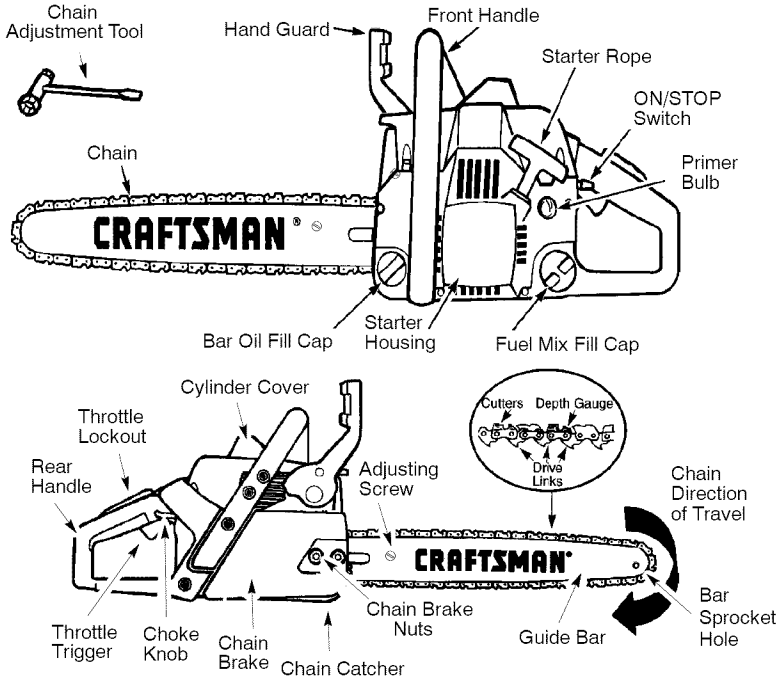 Chain
Adjustment Tool
Hand Guard
Front Handle
Starter Rope
ON/STOP
Switch
Primer
Bulb
Chain
CRAFTSMAN ®
Bar Oil Fill Cap
Starter
Housing
Fuel Mix Fill Cap
Cylinder Cover
Throttle
Lockout
Rear
Handle
Adjusting
Screw
Cutters
Depth Gauge
Drive
Links
Chain
Direction
of Travel
CRAFTSMAN
Throttle
Trigger
Choke
Knob
Chain
Brake
Chain Catcher
Chain Brake
Nuts
Guide Bar
Bar
Sprocket
Hole